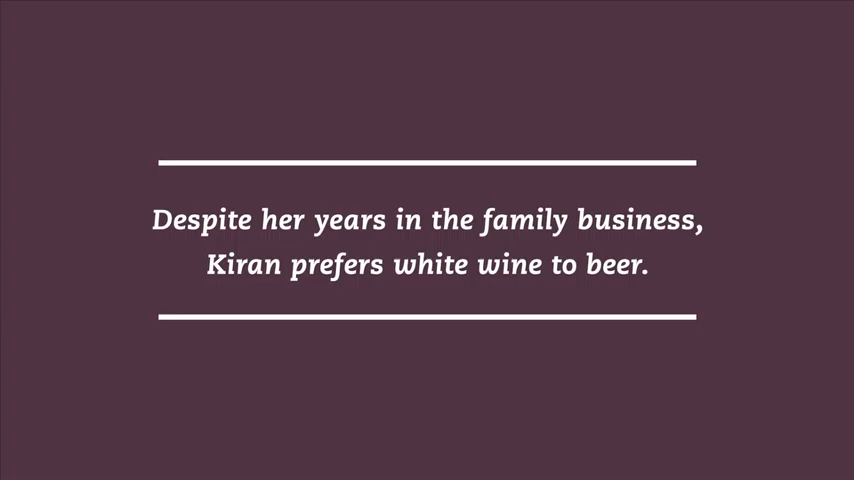 Despite her years in the family business,
Kiran prefers white wine to beer.